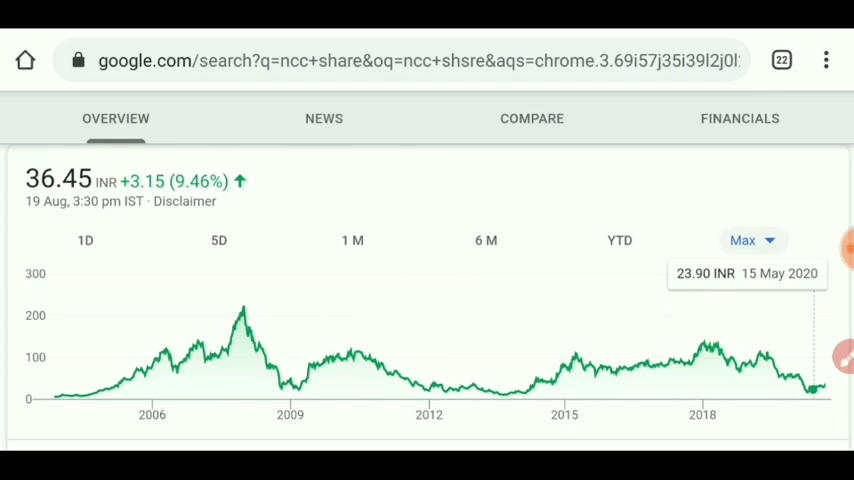 google.com/search?q=ncc+share&oq=ncc+shsre&aqs=chrome.3.69i57j35i39l2j0l 22
OVERVIEW NEWS COMPARE FINANCIALS
36.45 INR +3.15 (9.46%) ↑
19 Aug, 3:30 pm IST · Disclaimer
1D 5D 1 M 6 M YTD Max
23.90 INR 15 May 2020
300
200
100
0
2006 2009 2012 2015 2018